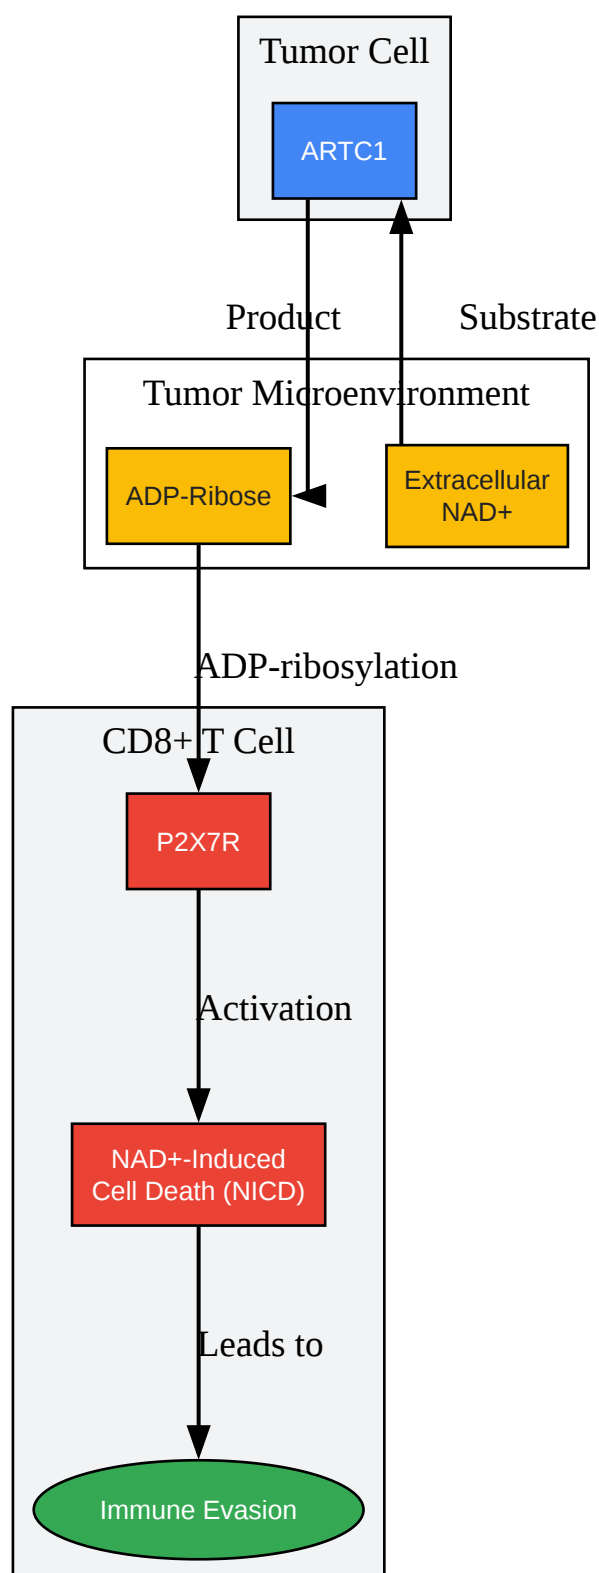 Tumor Cell
ARTC1
Product
Substrate
Tumor Microenvironment
ADP-Ribose
Extracellular
NAD+
ADP-ribosylation
CD8+ T Cell
P2X7R
Activation
NAD+-Induced
Cell Death (NICD)
Leads to
Immune Evasion